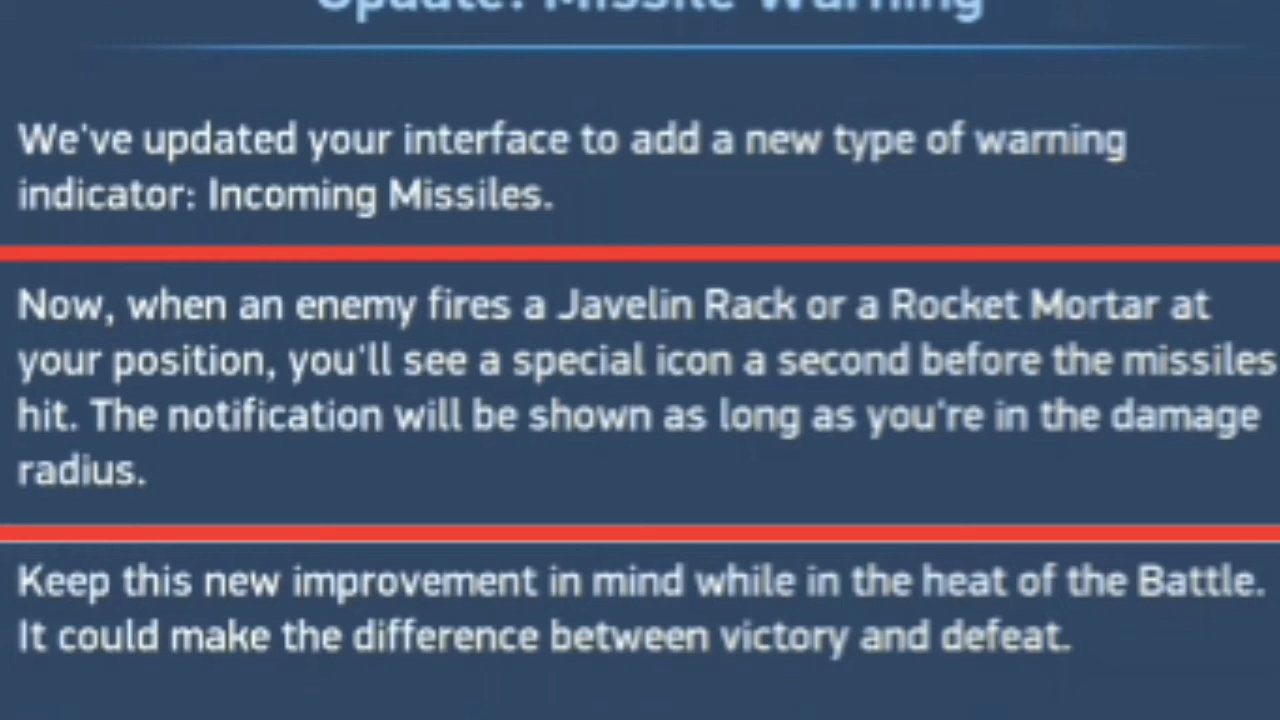 Update: Missile Warning
We've updated your interface to add a new type of warning
indicator: Incoming Missiles.
Now, when an enemy fires a Javelin Rack or a Rocket Mortar at
your position, you'll see a special icon a second before the missiles
hit. The notification will be shown as long as you're in the damage
radius.
Keep this new improvement in mind while in the heat of the Battle.
It could make the difference between victory and defeat.